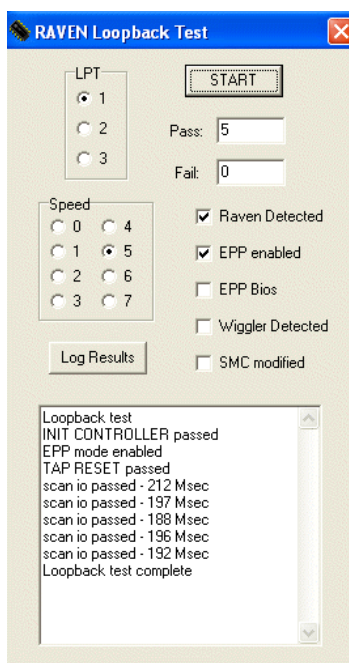 RAVEN Loopback Test
LPT
1
2
3
START
Pass: 5
Fail: 0
Speed
0 4
1 5
2 6
3 7
Raven Detected
EPP enabled
EPP Bios
Wiggler Detected
SMC modified
Log Results
Loopback test
INIT CONTROLLER passed
EPP mode enabled
TAP RESET passed
scan io passed - 212 Msec
scan io passed - 197 Msec
scan io passed - 188 Msec
scan io passed - 196 Msec
scan io passed - 192 Msec
Loopback test complete